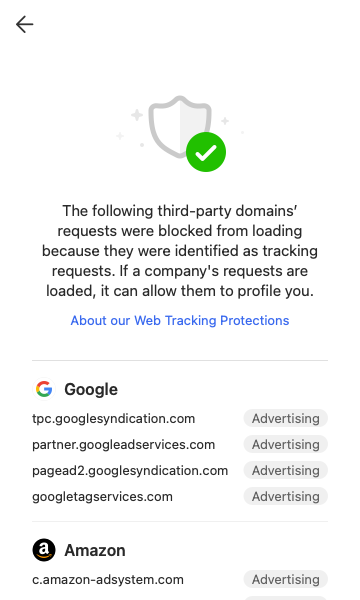 The following third-party domains’
requests were blocked from loading
because they were identified as tracking
requests. If a company's requests are
loaded, it can allow them to profile you.
About our Web Tracking Protections
Google
tpc.googlesyndication.com Advertising
partner.googleadservices.com Advertising
pagead2.googlesyndication.com Advertising
googletagservices.com Advertising
Amazon
c.amazon-adsystem.com Advertising